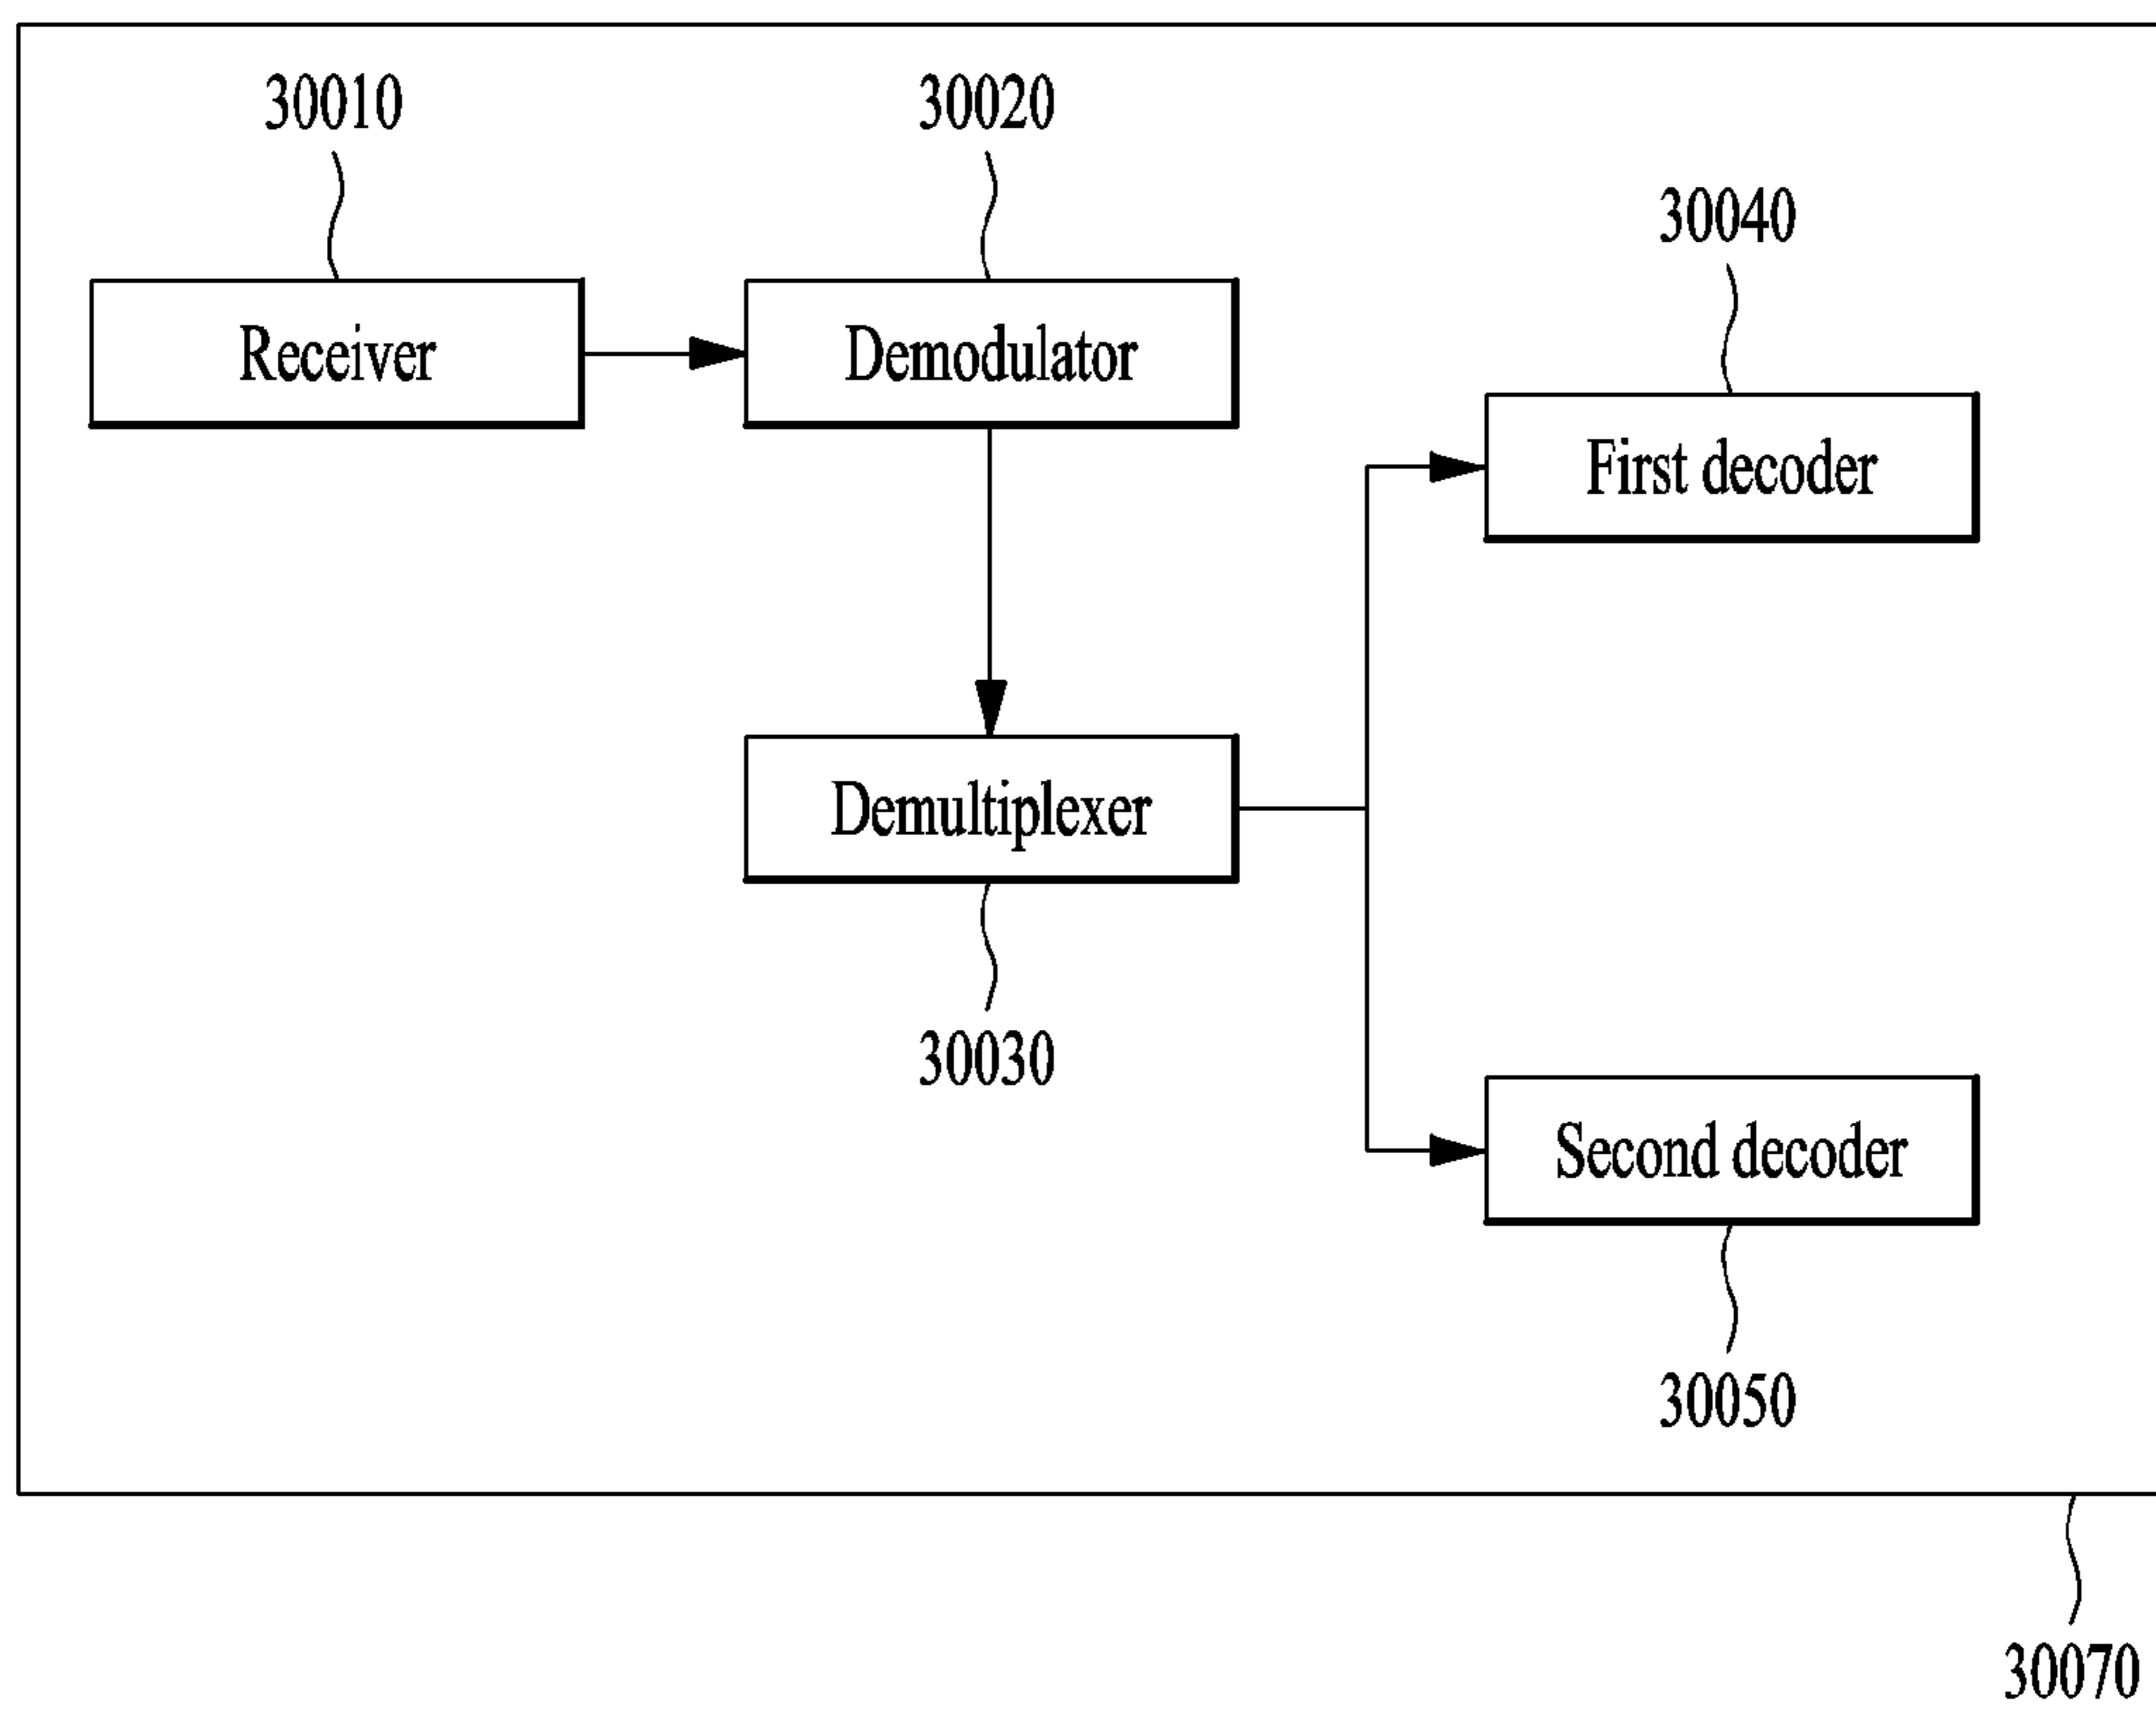 30010
30020
30040
Receiver
Demodulator
First decoder
Demultiplexer
30030
Second decoder
30050
30070